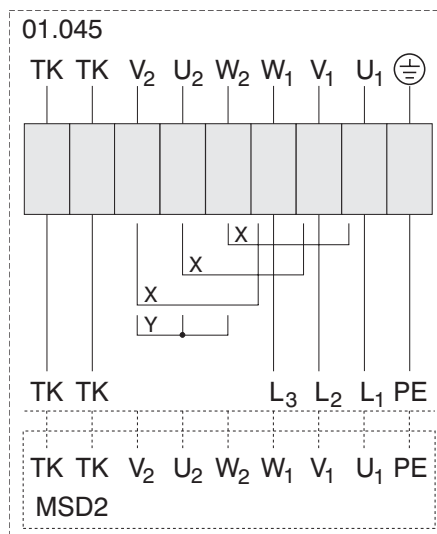 01.045
TK TK V₂ U₂ W₂ W₁ V₁ U₁
X
X
X
Y
TK TK L₃ L₂ L₁ PE
TK TK V₂ U₂ W₂ W₁ V₁ U₁ PE
MSD2